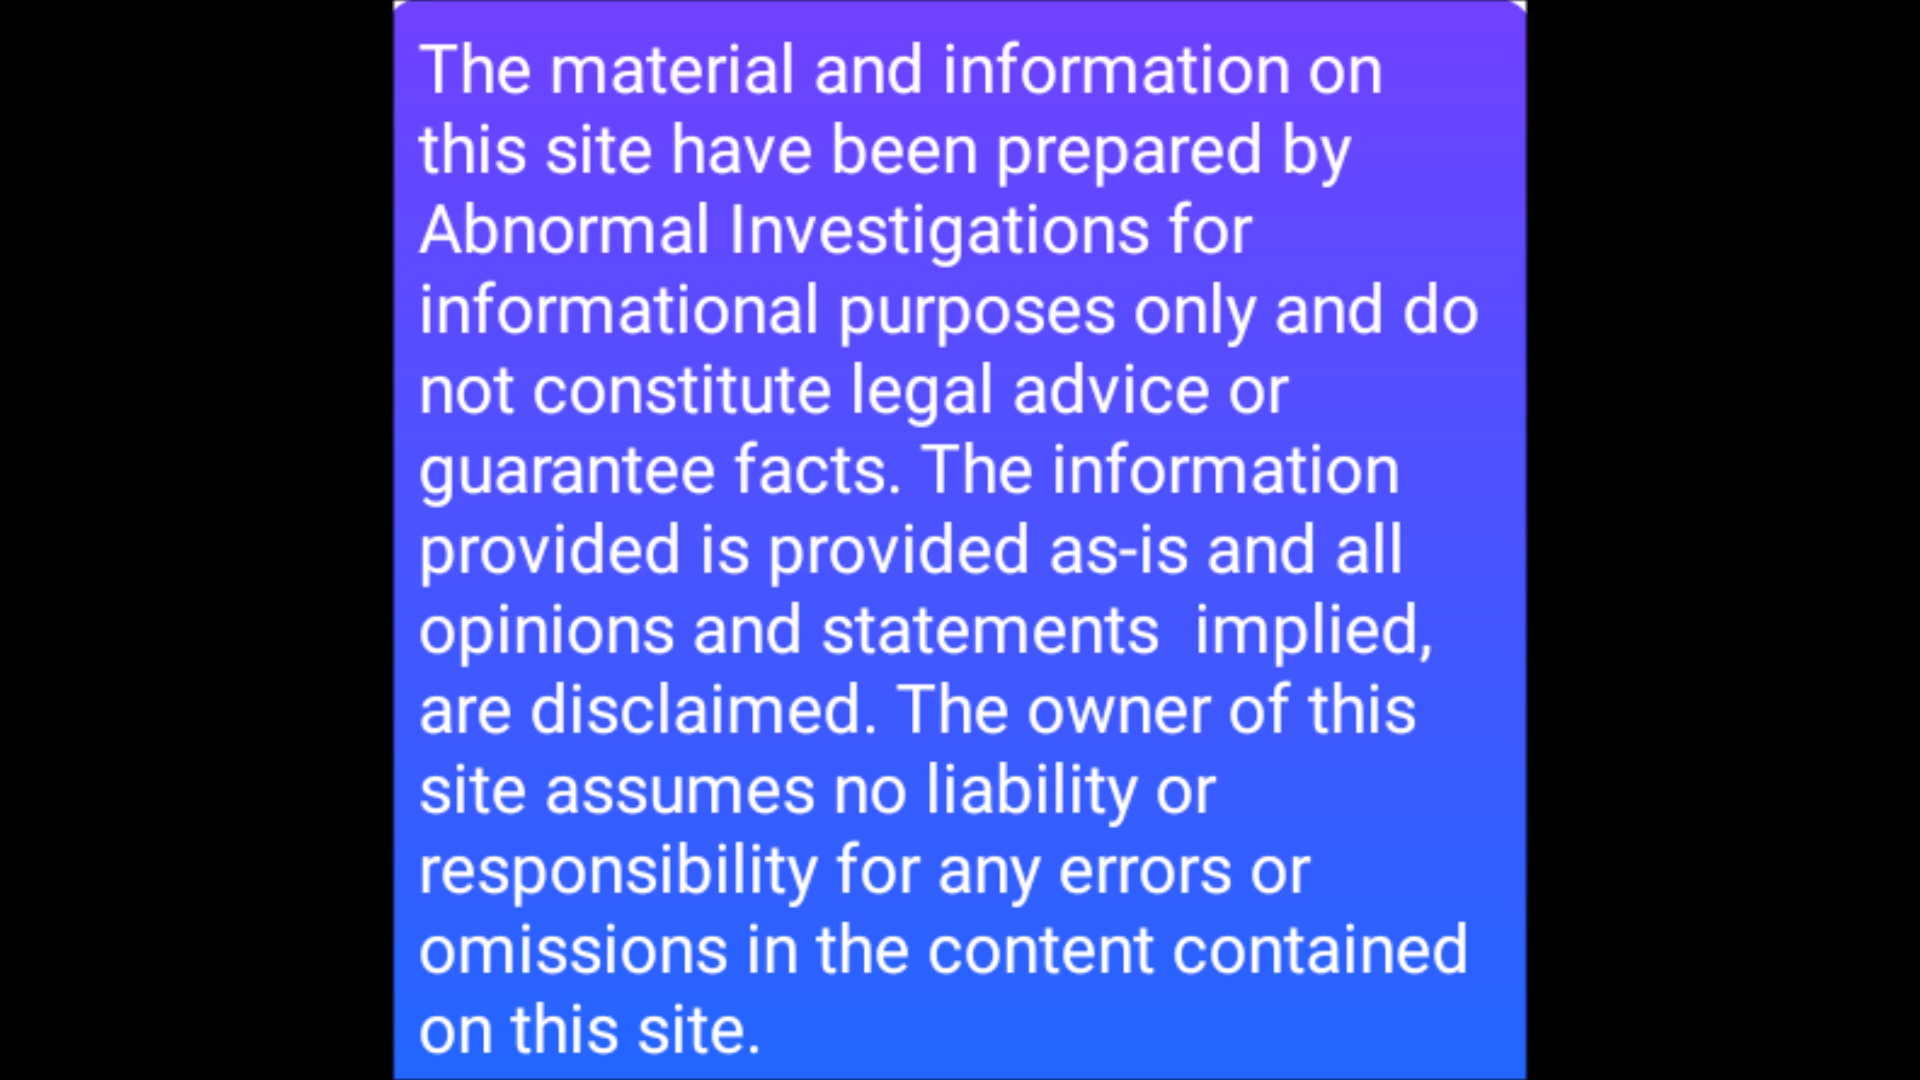 The material and information on
this site have been prepared by
Abnormal Investigations for
informational purposes only and do
not constitute legal advice or
guarantee facts. The information
provided is provided as-is and all
opinions and statements  implied,
are disclaimed. The owner of this
site assumes no liability or
responsibility for any errors or
omissions in the content contained
on this site.